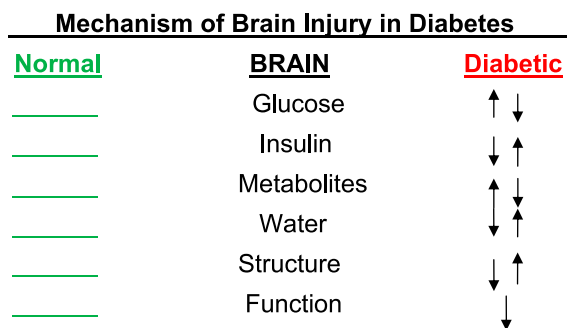 Mechanism of Brain Injury in Diabetes
Normal BRAIN Diabetic
Glucose
Insulin
Metabolites
Water
Structure
Function